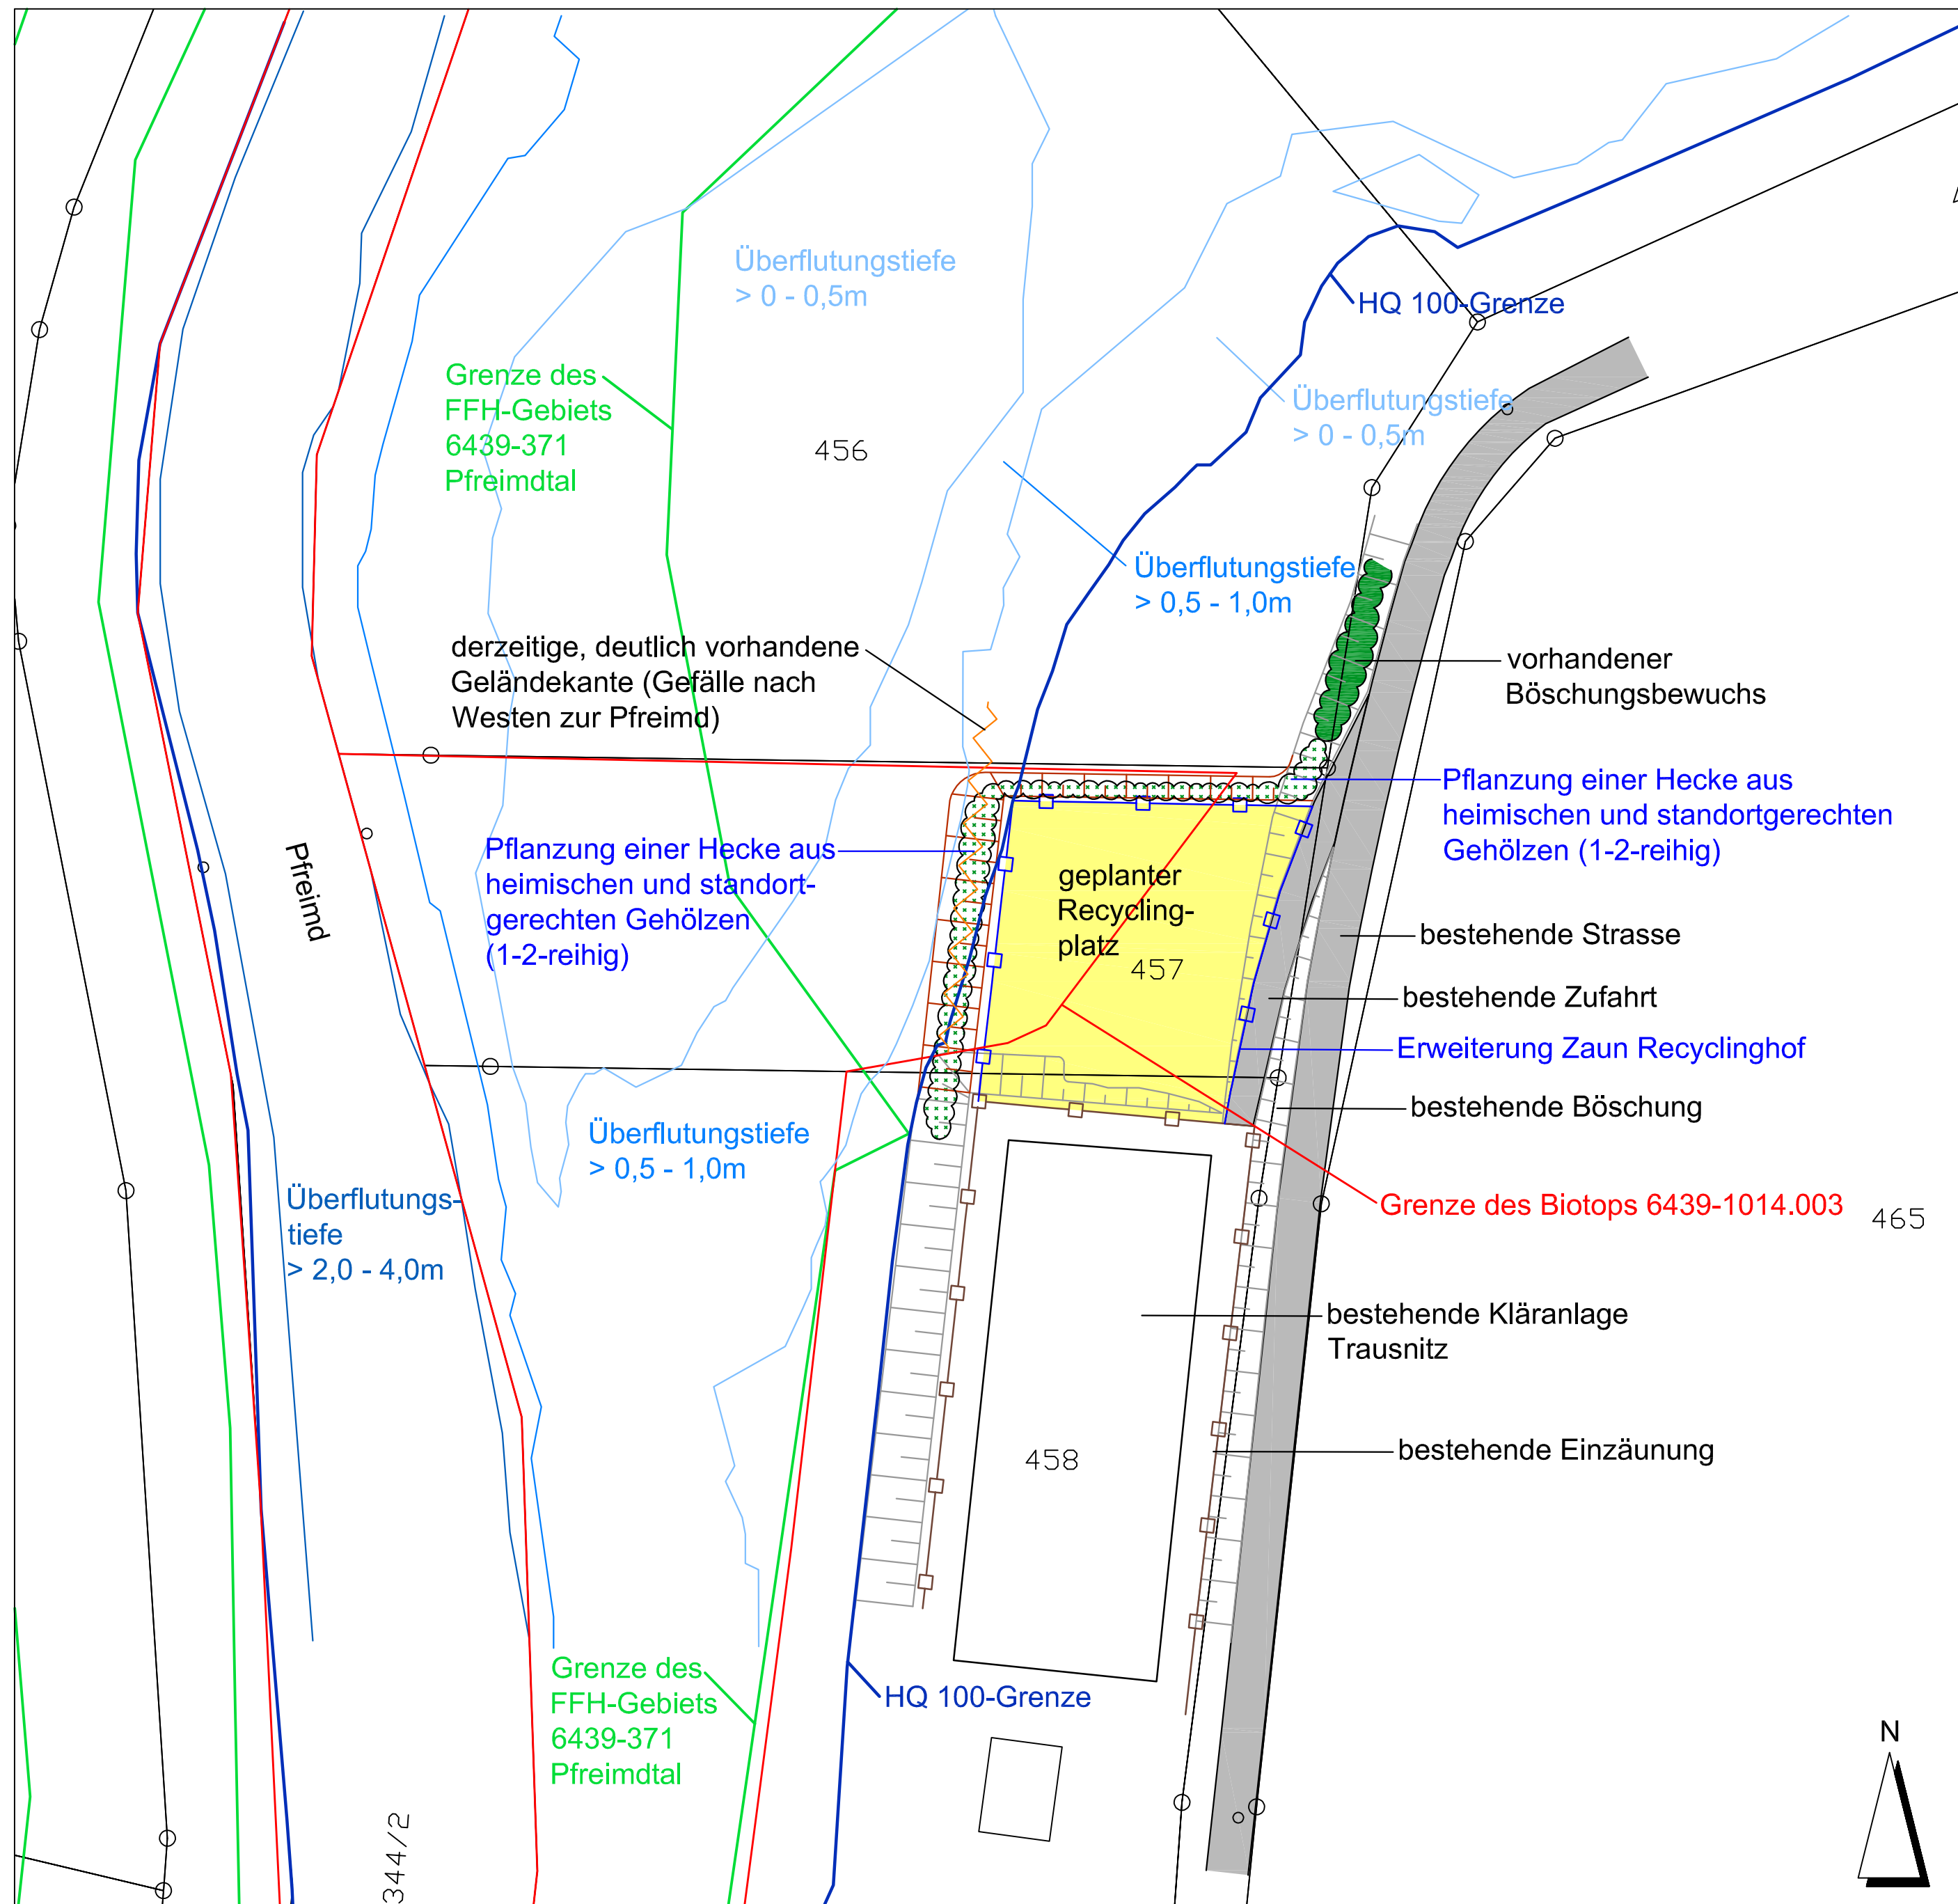 Überflutungstiefe
> 0 - 0,5m
HQ 100-Grenze
Grenze des
FFH-Gebiets
6439-371
Pfreimdtal
456
Überflutungstiefe
> 0 - 0,5m
Überflutungstiefe
> 0,5 - 1,0m
derzeitige, deutlich vorhandene
Geländekante (Gefälle nach
Westen zur Pfreimd)
vorhandener
Böschungsbewuchs
Pflanzung einer Hecke aus
heimischen und standortgerechten
Gehölzen (1-2-reihig)
Pfreimd
Pflanzung einer Hecke aus
heimischen und standort-
gerechten Gehölzen
(1-2-reihig)
geplanter
Recycling-
platz
457
bestehende Strasse
bestehende Zufahrt
Erweiterung Zaun Recyclinghof
bestehende Böschung
Überflutungstiefe
> 0,5 - 1,0m
Überflutungs-
tiefe
> 2,0 - 4,0m
Grenze des Biotops 6439-1014.003
465
bestehende Kläranlage
Trausnitz
458
bestehende Einzäunung
Grenze des
FFH-Gebiets
6439-371
Pfreimdtal
HQ 100-Grenze
N
344/2